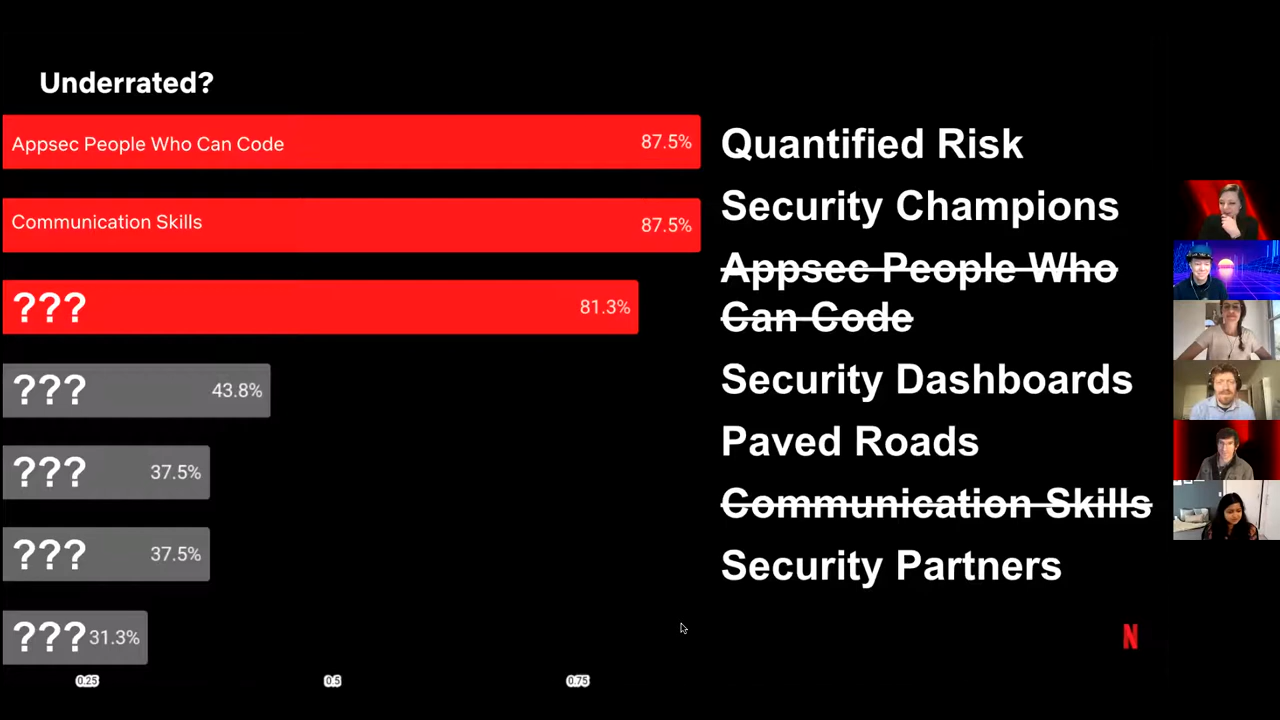 Underrated?
Appsec People Who Can Code 87.5%
Communication Skills 87.5%
??? 81.3%
??? 43.8%
??? 37.5%
??? 37.5%
??? 31.3%
0.25 0.5 0.75
Quantified Risk
Security Champions
Appsec People Who
Can Code
Security Dashboards
Paved Roads
Communication Skills
Security Partners
N